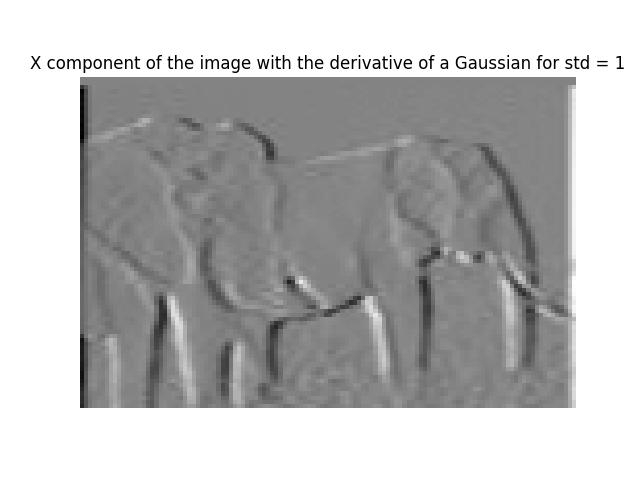 X component of the image with the derivative of a Gaussian for std = 1